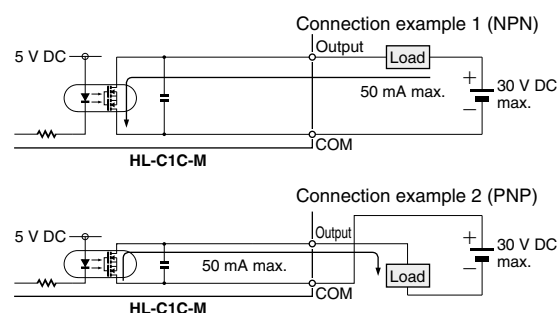 Connection example 1 (NPN)
Output
Load
5 V DC
50 mA max.
+
30 V DC
max.
−
COM
HL-C1C-M
Connection example 2 (PNP)
Output
5 V DC
+
30 V DC
max.
−
50 mA max.
Load
COM
HL-C1C-M